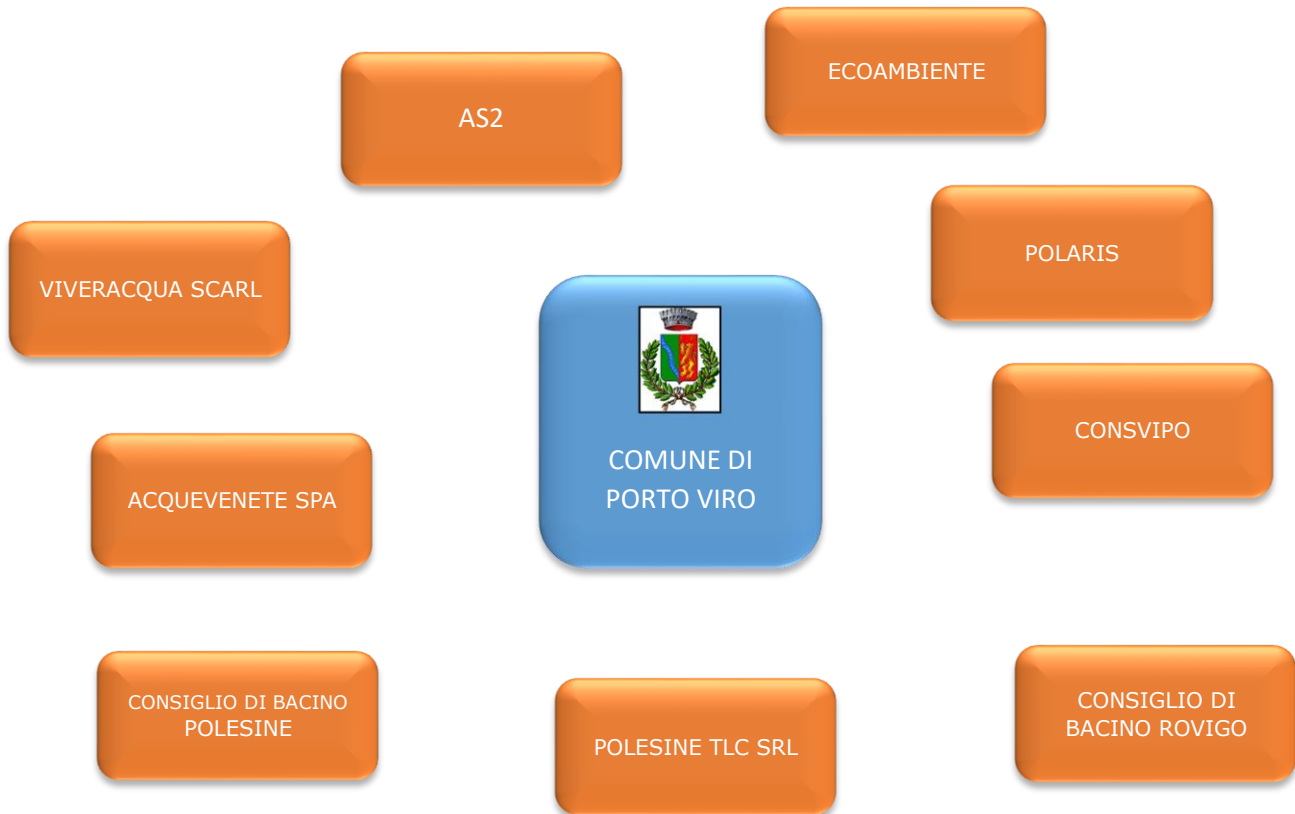 ECOAMBIENTE
AS2
POLARIS
VIVERACQUA SCARL
CONSVIPO
COMUNE DI
PORTO VIRO
ACQUEVENETE SPA
CONSIGLIO DI BACINO
POLESINE
POLESINE TLC SRL
CONSIGLIO DI
BACINO ROVIGO